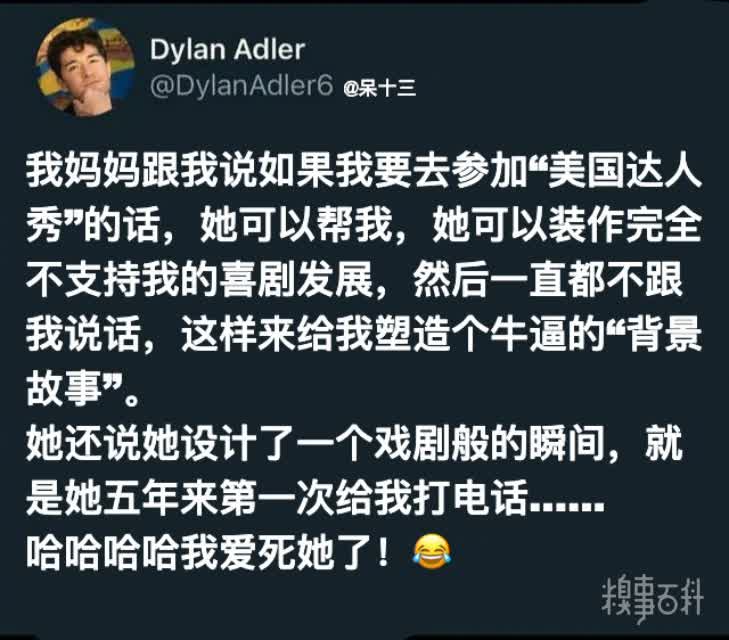 Dylan Adler
@DylanAdler6 @呆十三
我妈妈跟我说如果我要去参加“美国达人
秀”的话，她可以帮我，她可以装作完全
不支持我的喜剧发展，然后一直都不跟
我说话，这样来给我塑造个牛逼的“背景
故事”。
她还说她设计了一个戏剧般的瞬间，就
是她五年来第一次给我打电话......
哈哈哈哈我爱死她了！😂
糗事百科